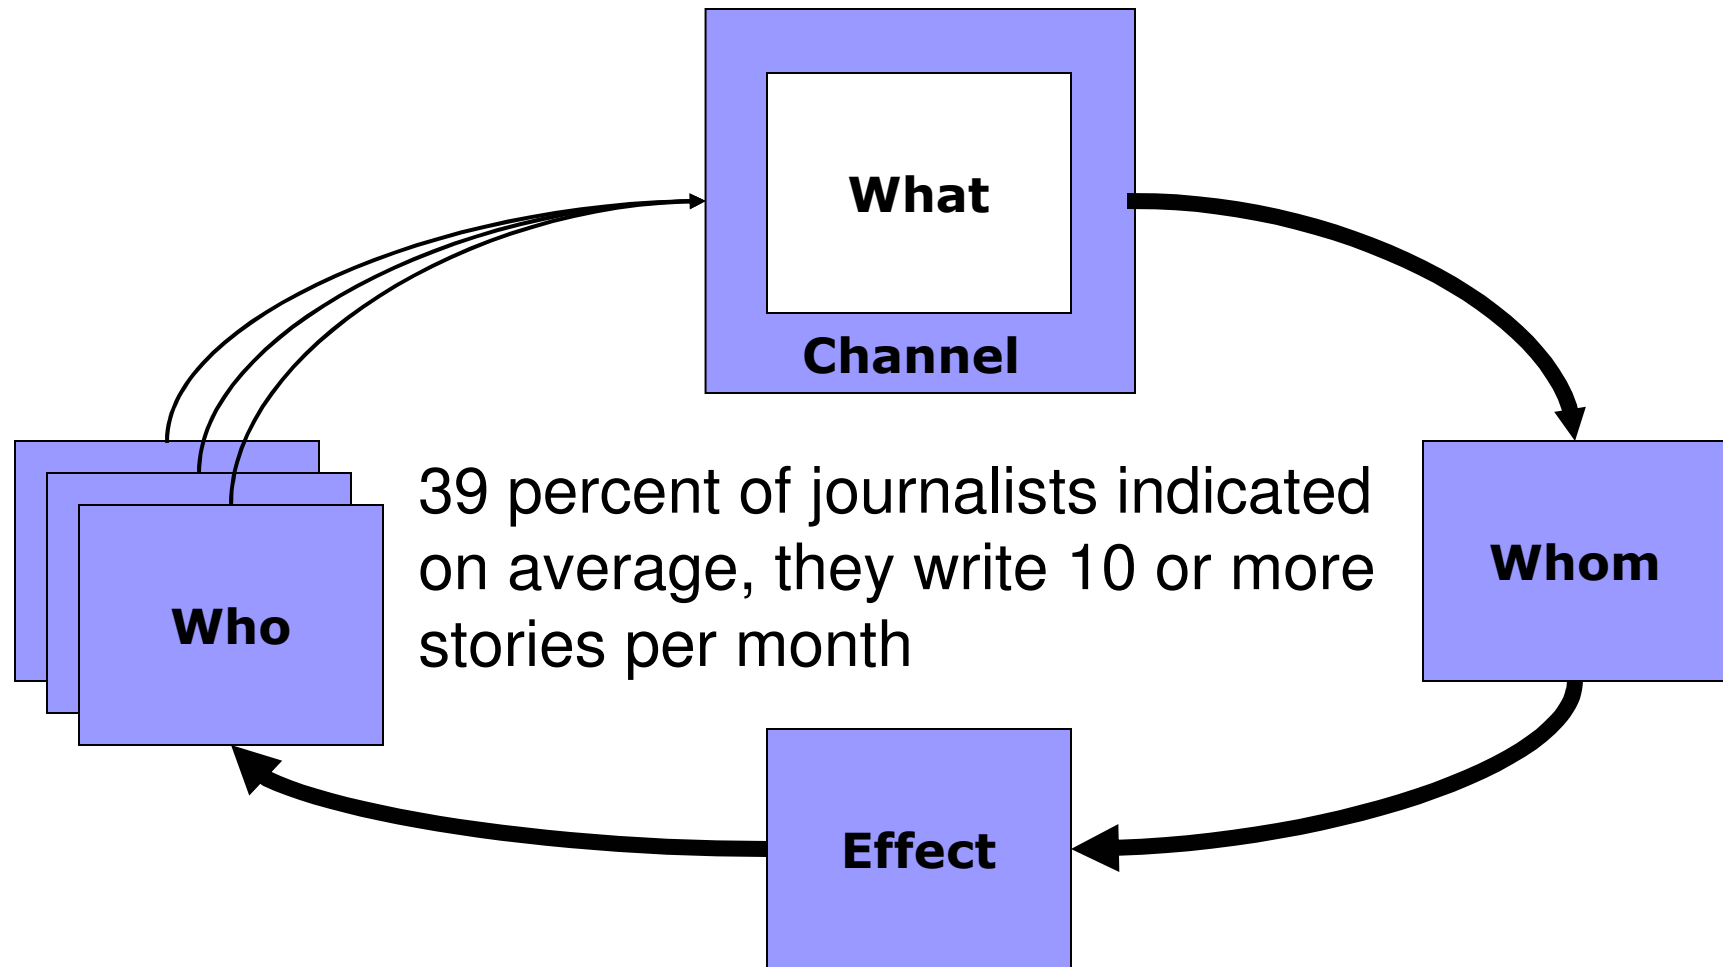 What
Channel
39 percent of journalists indicated
on average, they write 10 or more
stories per month
Who
Whom
Effect